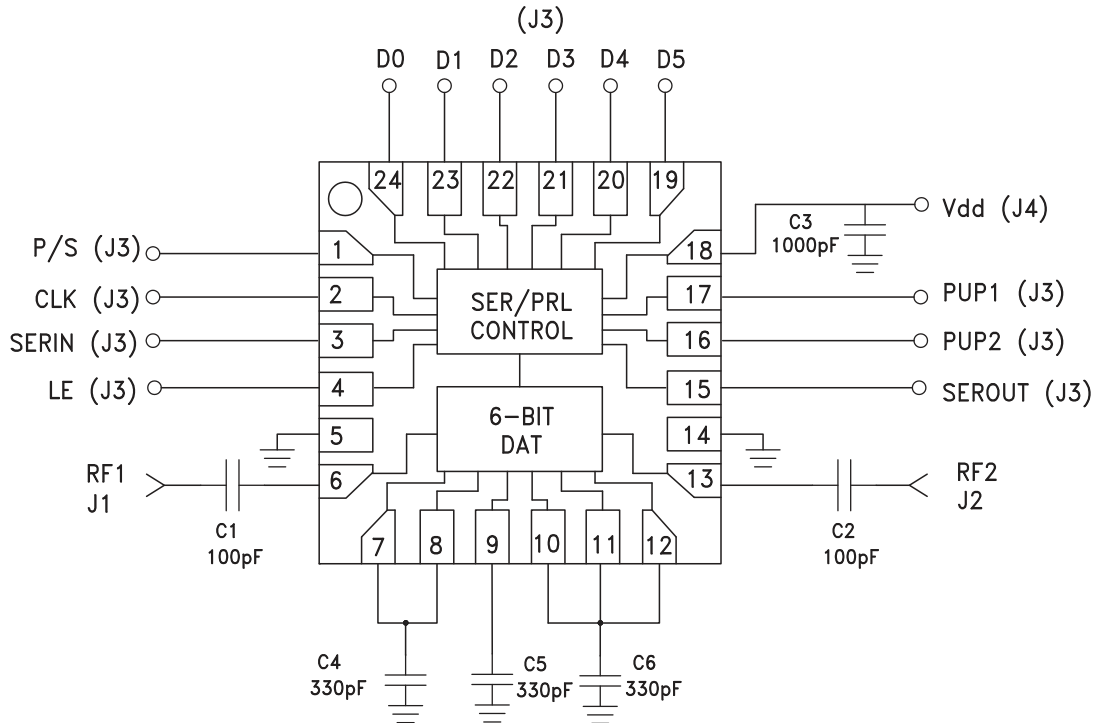 (J3)
D0 D1 D2 D3 D4 D5
24 23 22 21 20 19
P/S (J3)
1
18
C3
1000pF
Vdd (J4)
CLK (J3)
2
SER/PRL
CONTROL
17
PUP1 (J3)
SERIN (J3)
3
16
PUP2 (J3)
LE (J3)
4
15
SEROUT (J3)
6-BIT
DAT
5
14
RF1
J1
6
13
RF2
J2
C1
100pF
C2
100pF
7 8 9 10 11 12
C4
330pF
C5
330pF
C6
330pF